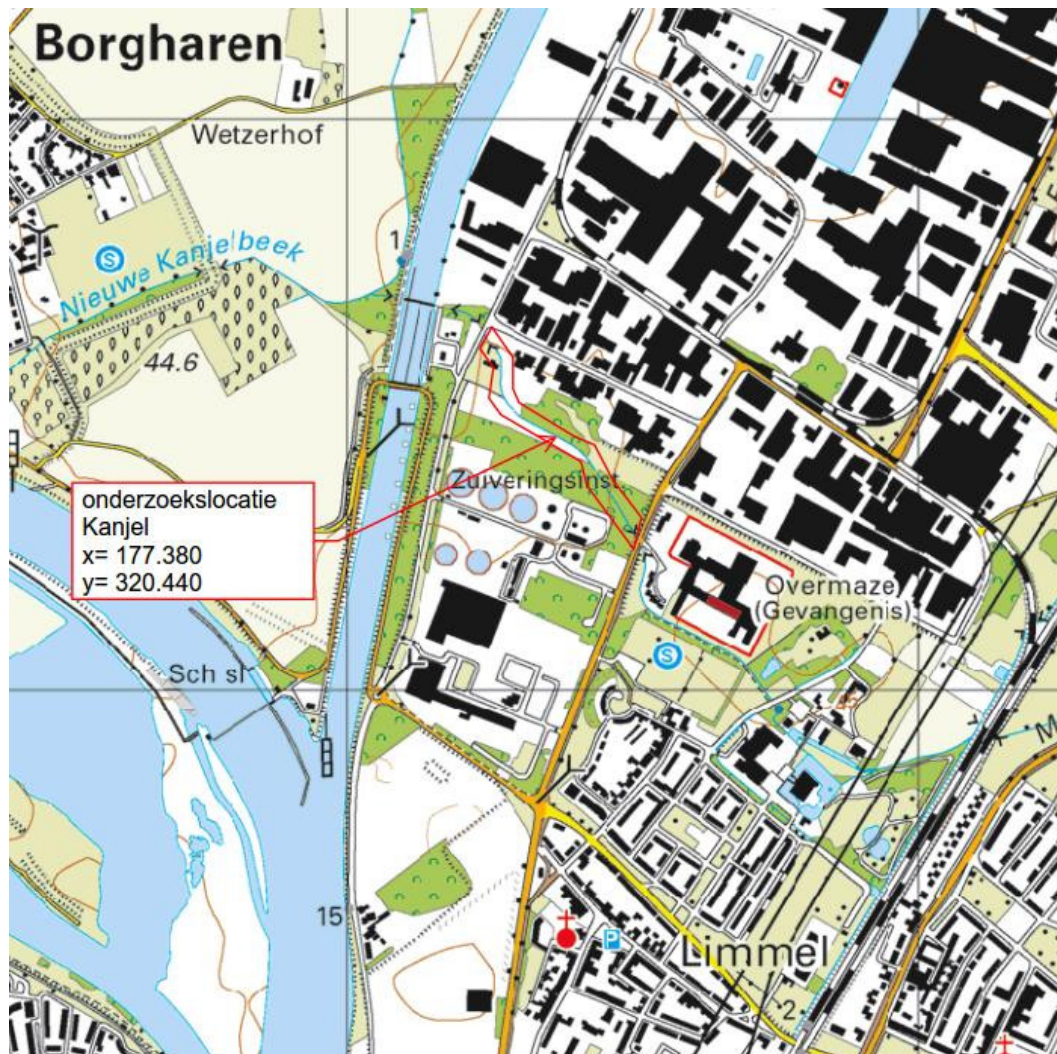 Borgharen
Wetzerhof
1
S
Nieuwe Kanjelbeek
44.6
Zuiveringsinst.
onderzoekslocatie
Kanjel
x= 177.380
y= 320.440
Overmaze
(Gevangenis)
S
Sch sl
45
M
15
P
Limmel
2